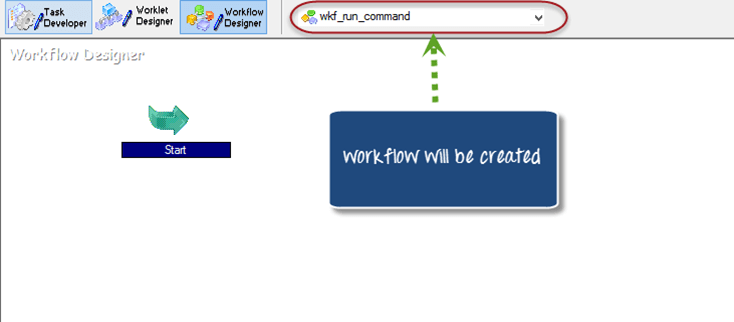 Task Developer
Worklet Designer
Workflow Designer
wkf_run_command
Workflow Designer
Start
Workflow will be created